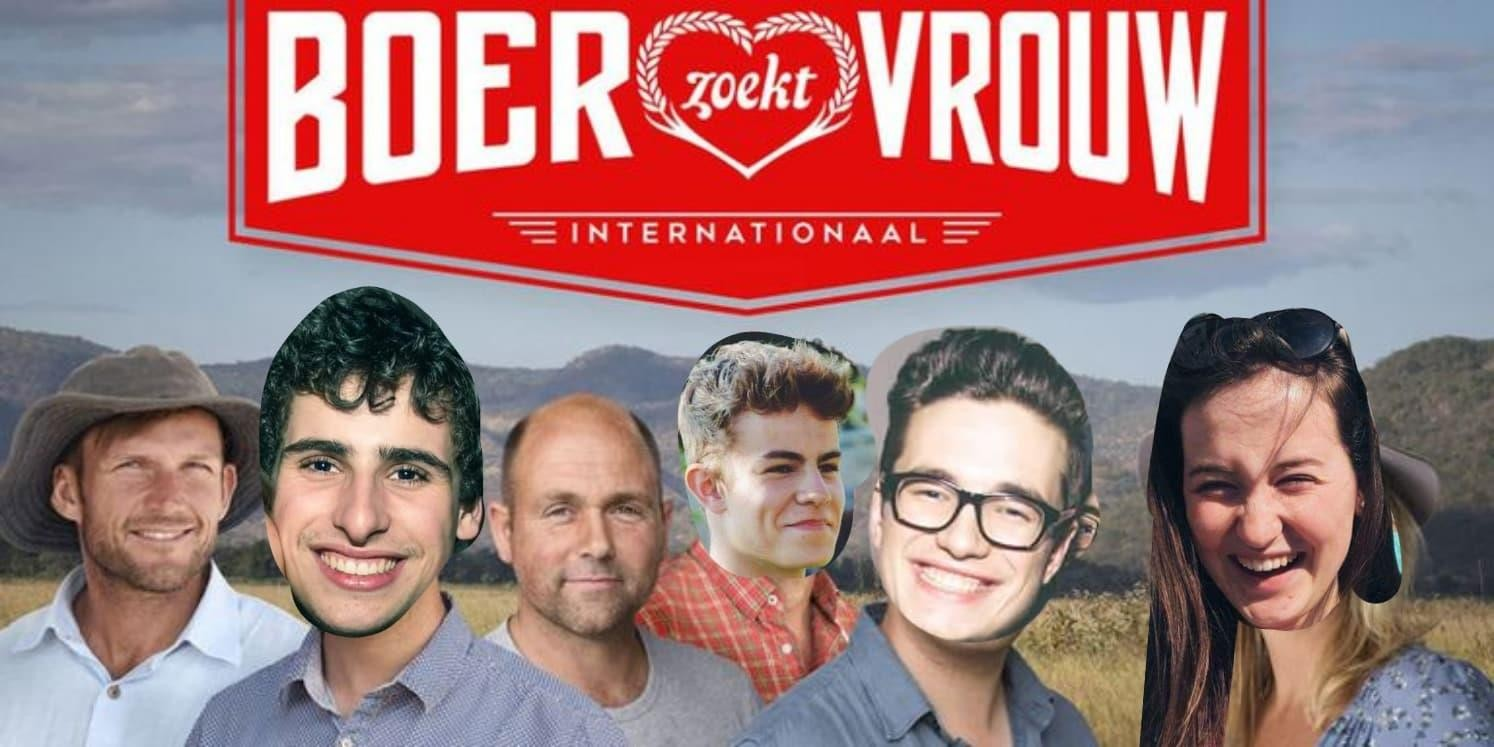 BOER zoekt VROUW
INTERNATIONAAL